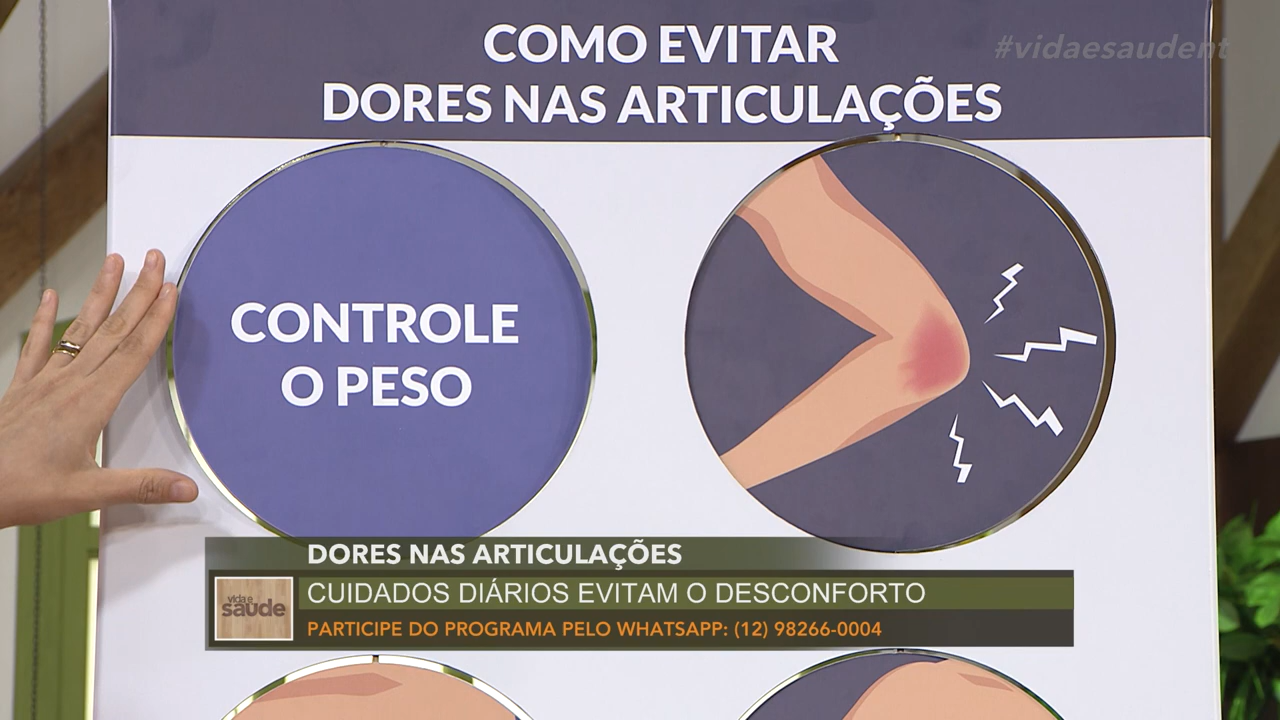 COMO EVITAR
DORES NAS ARTICULAÇÕES
#vidaesaudent
CONTROLE
O PESO
DORES NAS ARTICULAÇÕES
vida e
saúde
CUIDADOS DIÁRIOS EVITAM O DESCONFORTO
PARTICIPE DO PROGRAMA PELO WHATSAPP: (12) 98266-0004